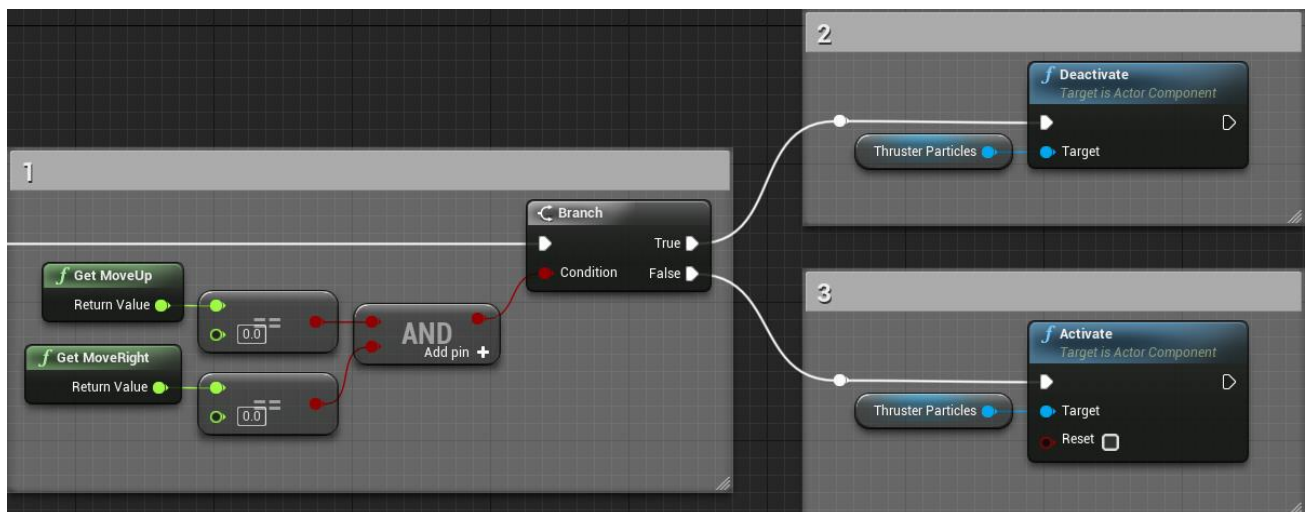 1
Get MoveUp
Return Value
==
0.0
Get MoveRight
Return Value
==
0.0
AND
Add pin +
Branch
True
Condition
False
2
f Deactivate
Target is Actor Component
Thruster Particles
Target
3
f Activate
Target is Actor Component
Thruster Particles
Target
Reset